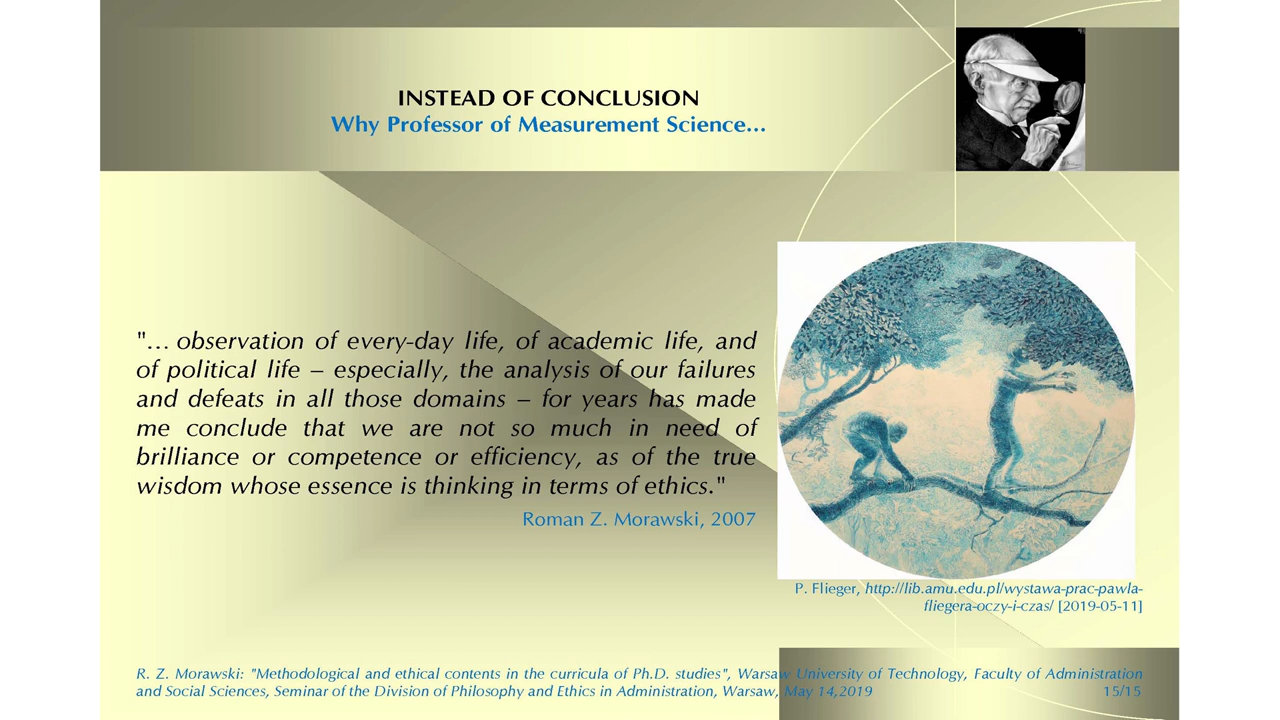 INSTEAD OF CONCLUSION
Why Professor of Measurement Science…
"… observation of every-day life, of academic life, and
of political life – especially, the analysis of our failures
and defeats in all those domains – for years has made
me conclude that we are not so much in need of
brilliance or competence or efficiency, as of the true
wisdom whose essence is thinking in terms of ethics."
Roman Z. Morawski, 2007
P. Flieger, http://lib.amu.edu.pl/wystawa-prac-pawla-
fliegera-oczy-i-czas/ [2019-05-11]
R. Z. Morawski: "Methodological and ethical contents in the curricula of Ph.D. studies", Warsaw University of Technology, Faculty of Administration
and Social Sciences, Seminar of the Division of Philosophy and Ethics in Administration, Warsaw, May 14,2019 15/15